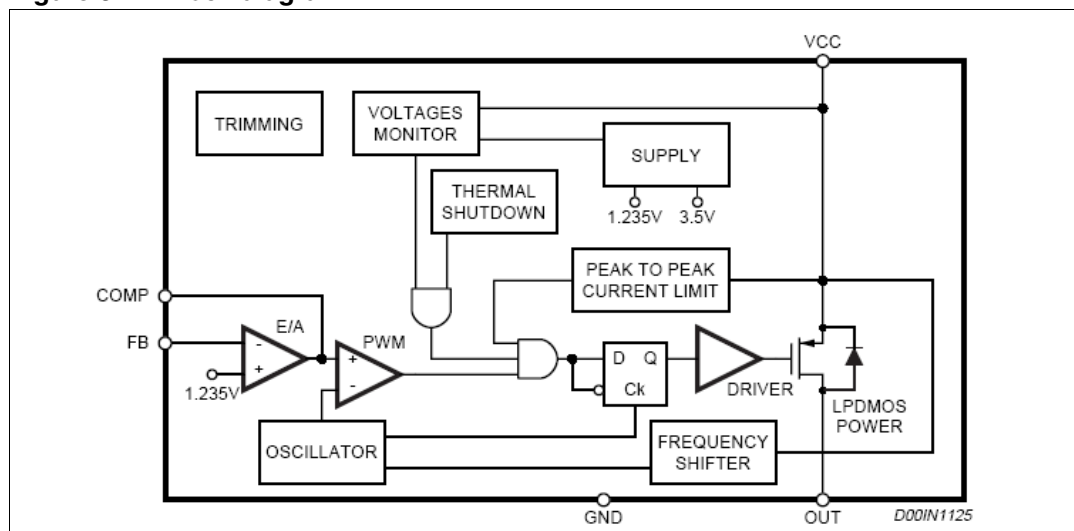 VCC
TRIMMING
VOLTAGES
MONITOR
SUPPLY
THERMAL
SHUTDOWN
1.235V
3.5V
PEAK TO PEAK
CURRENT LIMIT
COMP
FB
E/A
-
+
1.235V
PWM
+
-
D
Q
Ck
DRIVER
LPDMOS
POWER
OSCILLATOR
FREQUENCY
SHIFTER
GND
OUT
D00IN1125